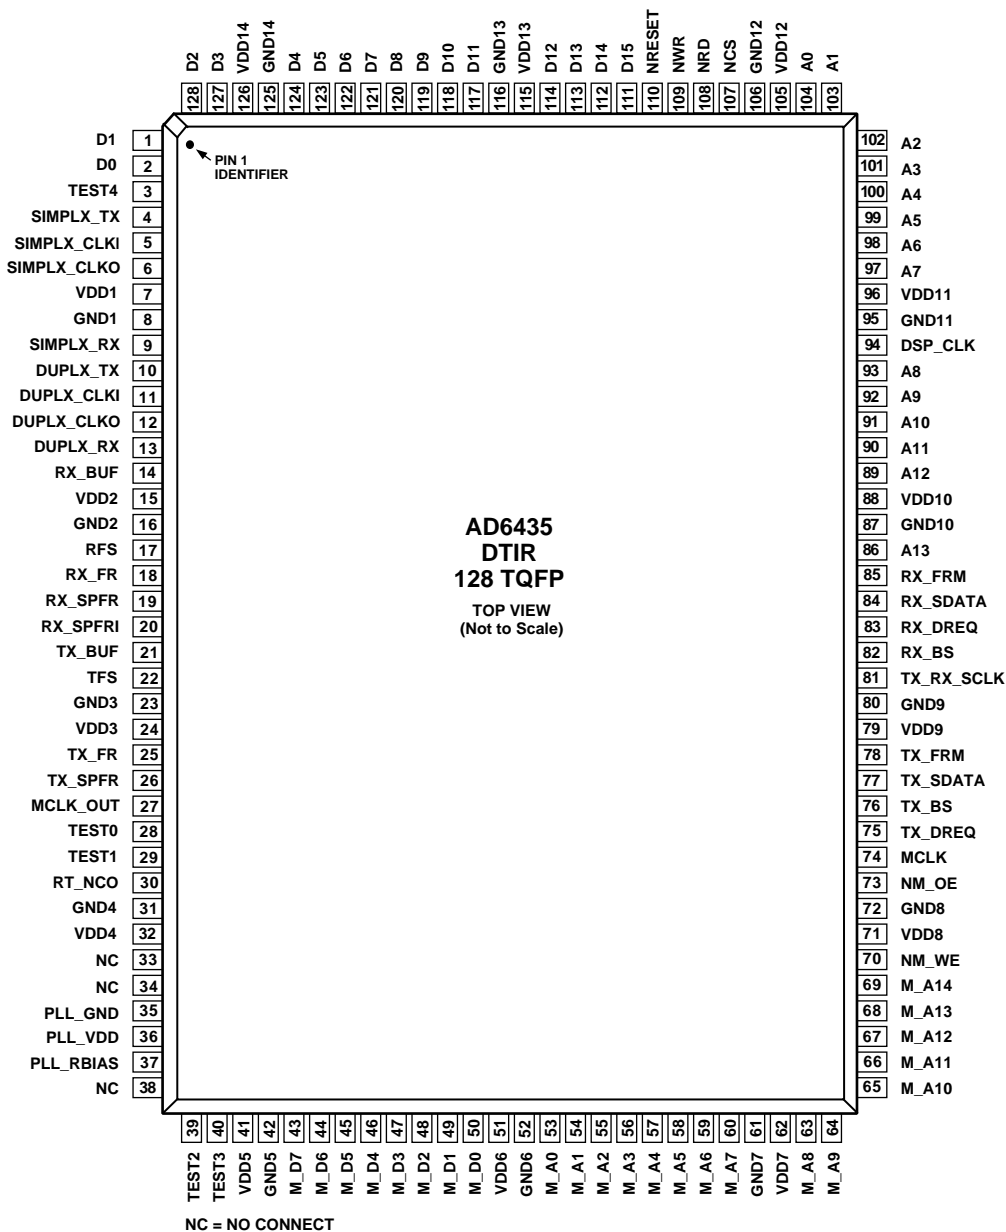 D2 D3 VDD14 GND14 D4 D5 D6 D7 D8 D9 D10 D11 GND13 VDD13 D12 D13 D14 D15 NRESET NWR NRD NCS GND12 VDD12 A0 A1
128 127 126 125 124 123 122 121 120 119 118 117 116 115 114 113 112 111 110 109 108 107 106 105 104 103
PIN 1
IDENTIFIER
D1 1
D0 2
TEST4 3
SIMPLX_TX 4
SIMPLX_CLKI 5
SIMPLX_CLKO 6
VDD1 7
GND1 8
SIMPLX_RX 9
DUPLX_TX 10
DUPLX_CLKI 11
DUPLX_CLKO 12
DUPLX_RX 13
RX_BUF 14
VDD2 15
GND2 16
RFS 17
RX_FR 18
RX_SPFR 19
RX_SPFRI 20
TX_BUF 21
TFS 22
GND3 23
VDD3 24
TX_FR 25
TX_SPFR 26
MCLK_OUT 27
TEST0 28
TEST1 29
RT_NCO 30
GND4 31
VDD4 32
NC 33
NC 34
PLL_GND 35
PLL_VDD 36
PLL_RBIAS 37
NC 38
AD6435
DTIR
128 TQFP
TOP VIEW
(Not to Scale)
102 A2
101 A3
100 A4
99 A5
98 A6
97 A7
96 VDD11
95 GND11
94 DSP_CLK
93 A8
92 A9
91 A10
90 A11
89 A12
88 VDD10
87 GND10
86 A13
85 RX_FRM
84 RX_SDATA
83 RX_DREQ
82 RX_BS
81 TX_RX_SCLK
80 GND9
79 VDD9
78 TX_FRM
77 TX_SDATA
76 TX_BS
75 TX_DREQ
74 MCLK
73 NM_OE
72 GND8
71 VDD8
70 NM_WE
69 M_A14
68 M_A13
67 M_A12
66 M_A11
65 M_A10
39 40 41 42 43 44 45 46 47 48 49 50 51 52 53 54 55 56 57 58 59 60 61 62 63 64
TEST2 TEST3 VDD5 GND5 M_D7 M_D6 M_D5 M_D4 M_D3 M_D2 M_D1 M_D0 VDD6 GND6 M_A0 M_A1 M_A2 M_A3 M_A4 M_A5 M_A6 M_A7 GND7 VDD7 M_A8 M_A9
NC = NO CONNECT